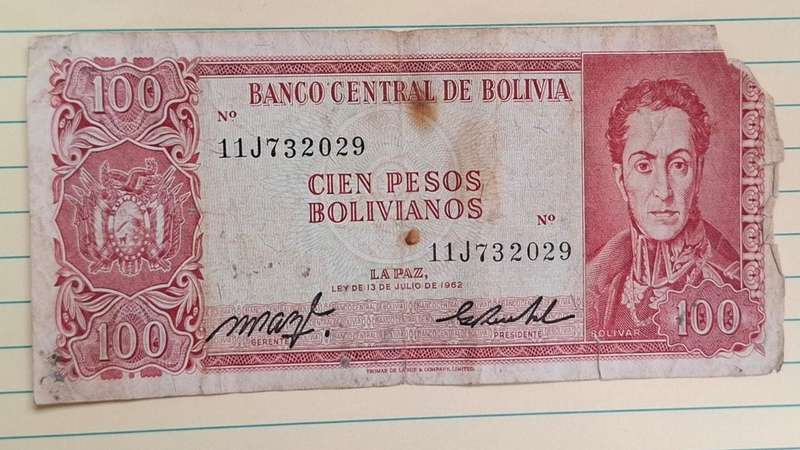 100
BANCO CENTRAL DE BOLIVIA
Nº
11J732029
CIEN PESOS
BOLIVIANOS
Nº
11J732029
LA PAZ,
LEY DE 13 DE JULIO DE 1962
GERENTE
PRESIDENTE
BOLIVAR
100
100
THOMAS DE LA RUE & COMPANY, LIMITED.